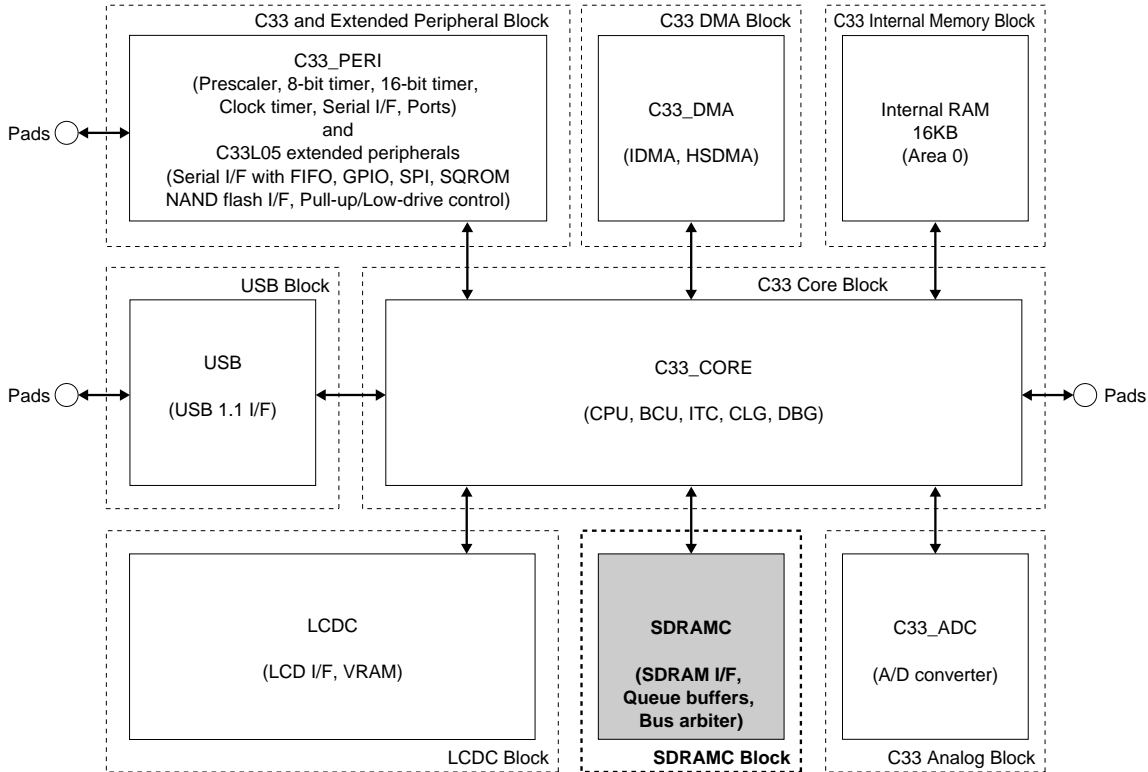 C33 and Extended Peripheral Block
C33_PERI
(Prescaler, 8-bit timer, 16-bit timer,
Clock timer, Serial I/F, Ports)
and
C33L05 extended peripherals
(Serial I/F with FIFO, GPIO, SPI, SQROM
NAND flash I/F, Pull-up/Low-drive control)
Pads
C33 DMA Block
C33_DMA
(IDMA, HSDMA)
C33 Internal Memory Block
Internal RAM
16KB
(Area 0)
USB Block
USB
(USB 1.1 I/F)
Pads
C33 Core Block
C33_CORE
(CPU, BCU, ITC, CLG, DBG)
Pads
LCDC
(LCD I/F, VRAM)
LCDC Block
SDRAMC
(SDRAM I/F,
Queue buffers,
Bus arbiter)
SDRAMC Block
C33_ADC
(A/D converter)
C33 Analog Block